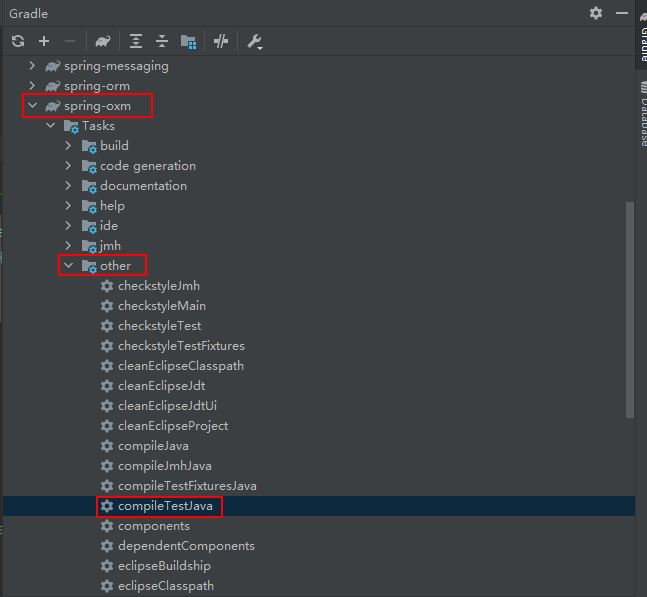 Gradle
spring-messaging
spring-orm
spring-oxm
Tasks
build
code generation
documentation
help
ide
jmh
other
checkstyleJmh
checkstyleMain
checkstyleTest
checkstyleTestFixtures
cleanEclipseClasspath
cleanEclipseJdt
cleanEclipseJdtUi
cleanEclipseProject
compileJava
compileJmhJava
compileTestFixturesJava
compileTestJava
components
dependentComponents
eclipseBuildship
eclipseClasspath
Gradle
Database